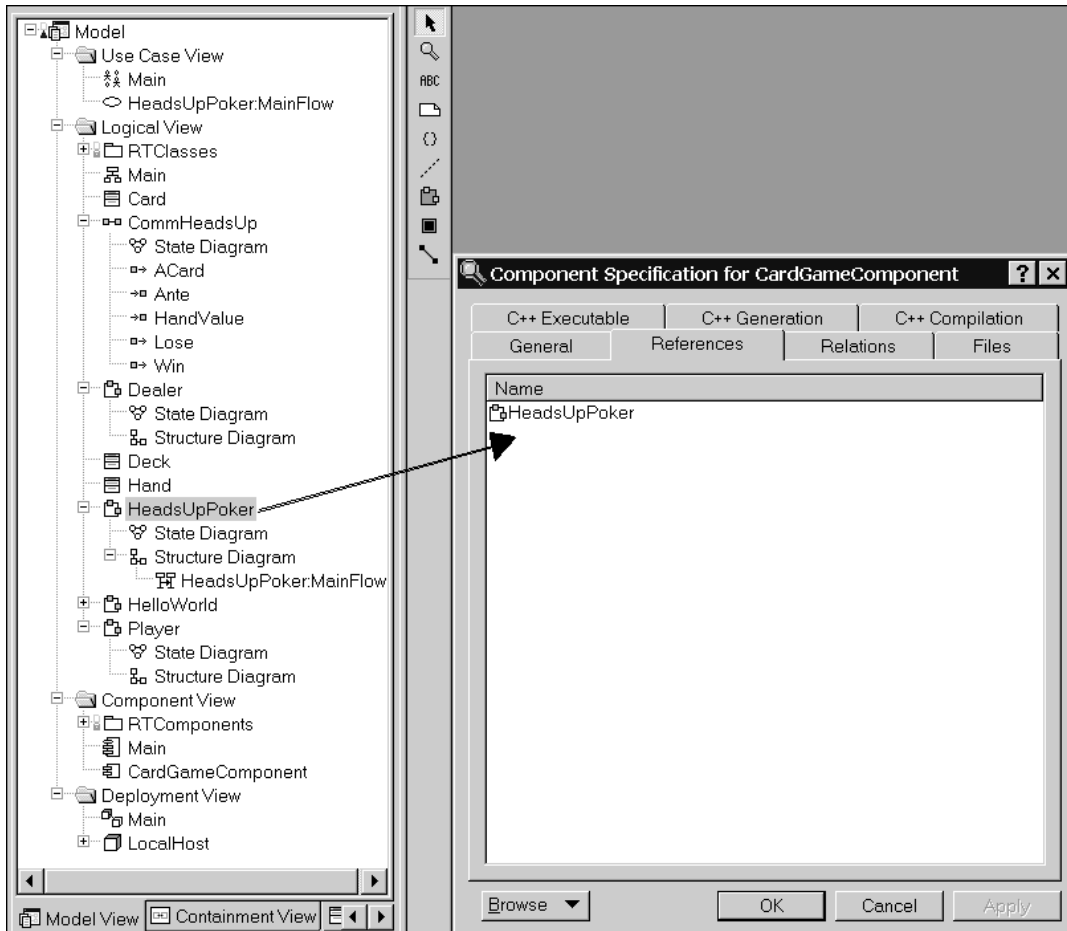 Model
Use Case View
Main
HeadsUpPoker:MainFlow
Logical View
RTClasses
Main
Card
CommHeadsUp
State Diagram
ACard
Ante
HandValue
Lose
Win
Dealer
State Diagram
Structure Diagram
Deck
Hand
HeadsUpPoker
State Diagram
Structure Diagram
HeadsUpPoker:MainFlow
HelloWorld
Player
State Diagram
Structure Diagram
Component View
RTComponents
Main
CardGameComponent
Deployment View
Main
LocalHost
Model View Containment View
ABC
{}
Component Specification for CardGameComponent ? ×
C++ Executable C++ Generation C++ Compilation
General References Relations Files
Name
HeadsUpPoker
Browse OK Cancel Apply